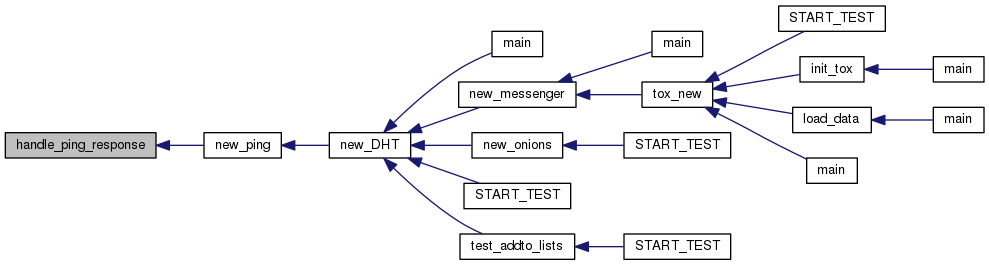 START_TEST
main
main
init_tox
main
new_messenger
tox_new
load_data
main
handle_ping_response
new_ping
new_DHT
new_onions
START_TEST
main
START_TEST
test_addto_lists
START_TEST